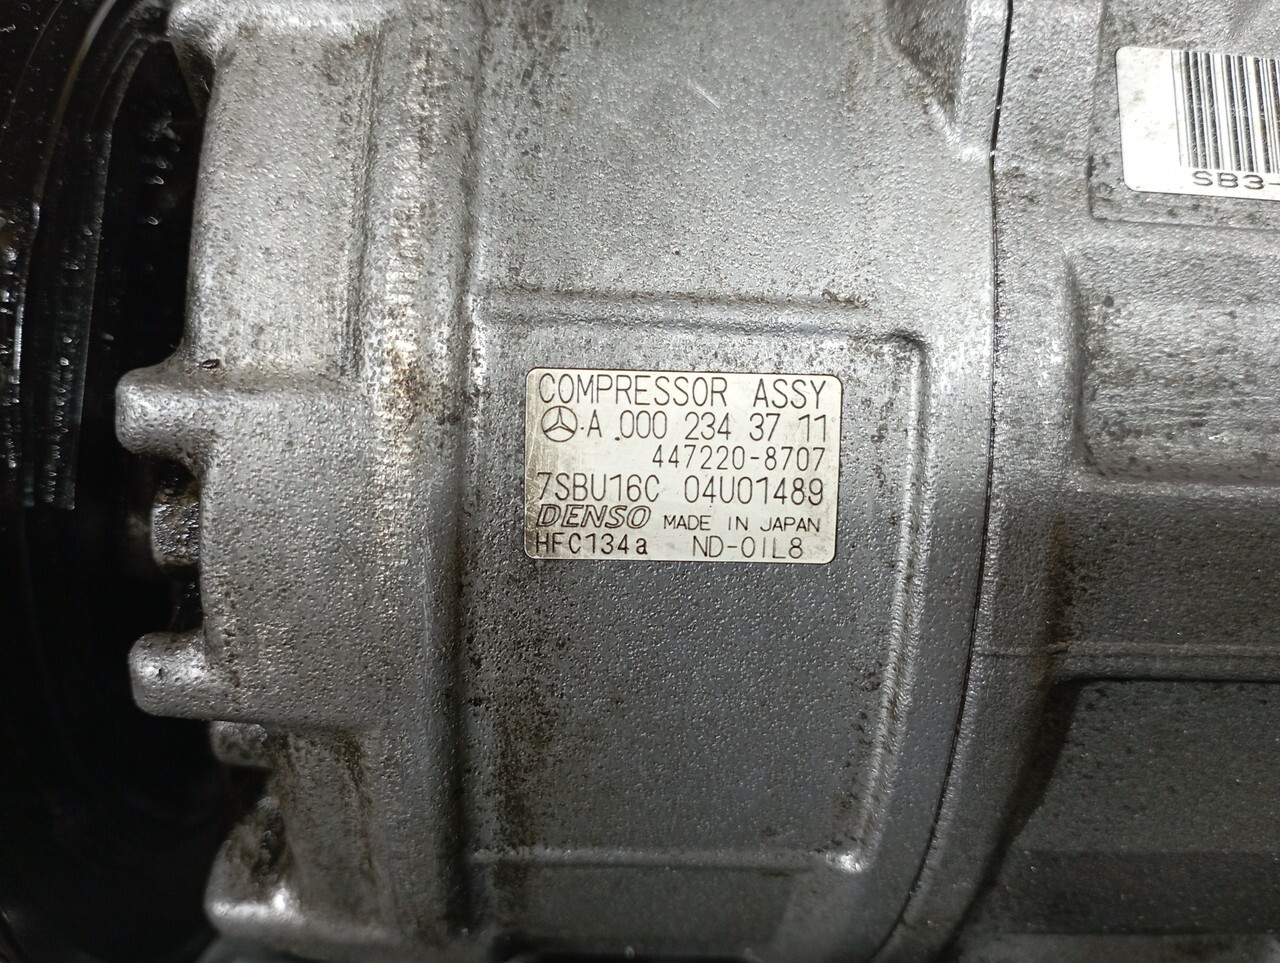 COMPRESSOR ASSY
A 000 234 37 11
447220-8707
7SBU16C 04U01489
DENSO MADE IN JAPAN
HFC134a ND-OIL8
SB3-